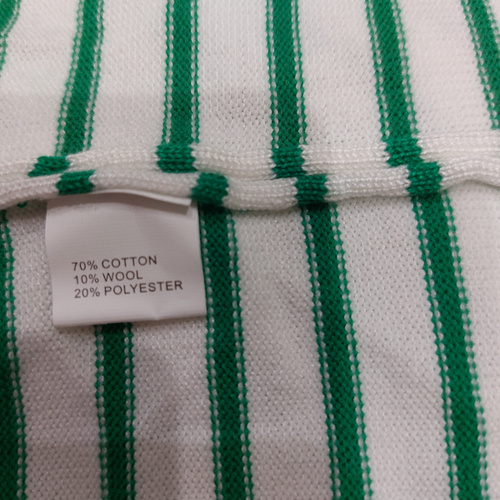 70% COTTON
10% WOOL
20% POLYESTER